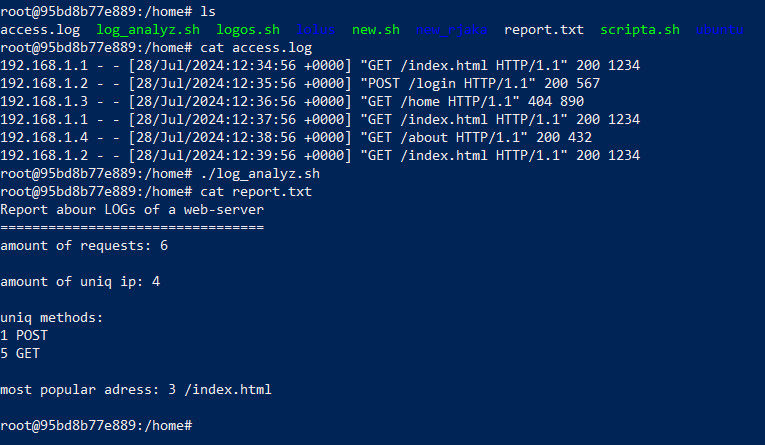 root@95bd8b77e889:/home# ls
access.log  log_analyz.sh  logos.sh  new.sh  report.txt  scripta.sh  ubuntu
root@95bd8b77e889:/home# cat access.log
192.168.1.1 - - [28/Jul/2024:12:34:56 +0000] "GET /index.html HTTP/1.1" 200 1234
192.168.1.2 - - [28/Jul/2024:12:35:56 +0000] "POST /login HTTP/1.1" 200 567
192.168.1.3 - - [28/Jul/2024:12:36:56 +0000] "GET /home HTTP/1.1" 404 890
192.168.1.1 - - [28/Jul/2024:12:37:56 +0000] "GET /index.html HTTP/1.1" 200 1234
192.168.1.4 - - [28/Jul/2024:12:38:56 +0000] "GET /about HTTP/1.1" 200 432
192.168.1.2 - - [28/Jul/2024:12:39:56 +0000] "GET /index.html HTTP/1.1" 200 1234
root@95bd8b77e889:/home# ./log_analyz.sh
root@95bd8b77e889:/home# cat report.txt
Report abour LOGs of a web-server
=================================
amount of requests: 6
amount of uniq ip: 4
uniq methods:
1 POST
5 GET
most popular adress: 3 /index.html
root@95bd8b77e889:/home#